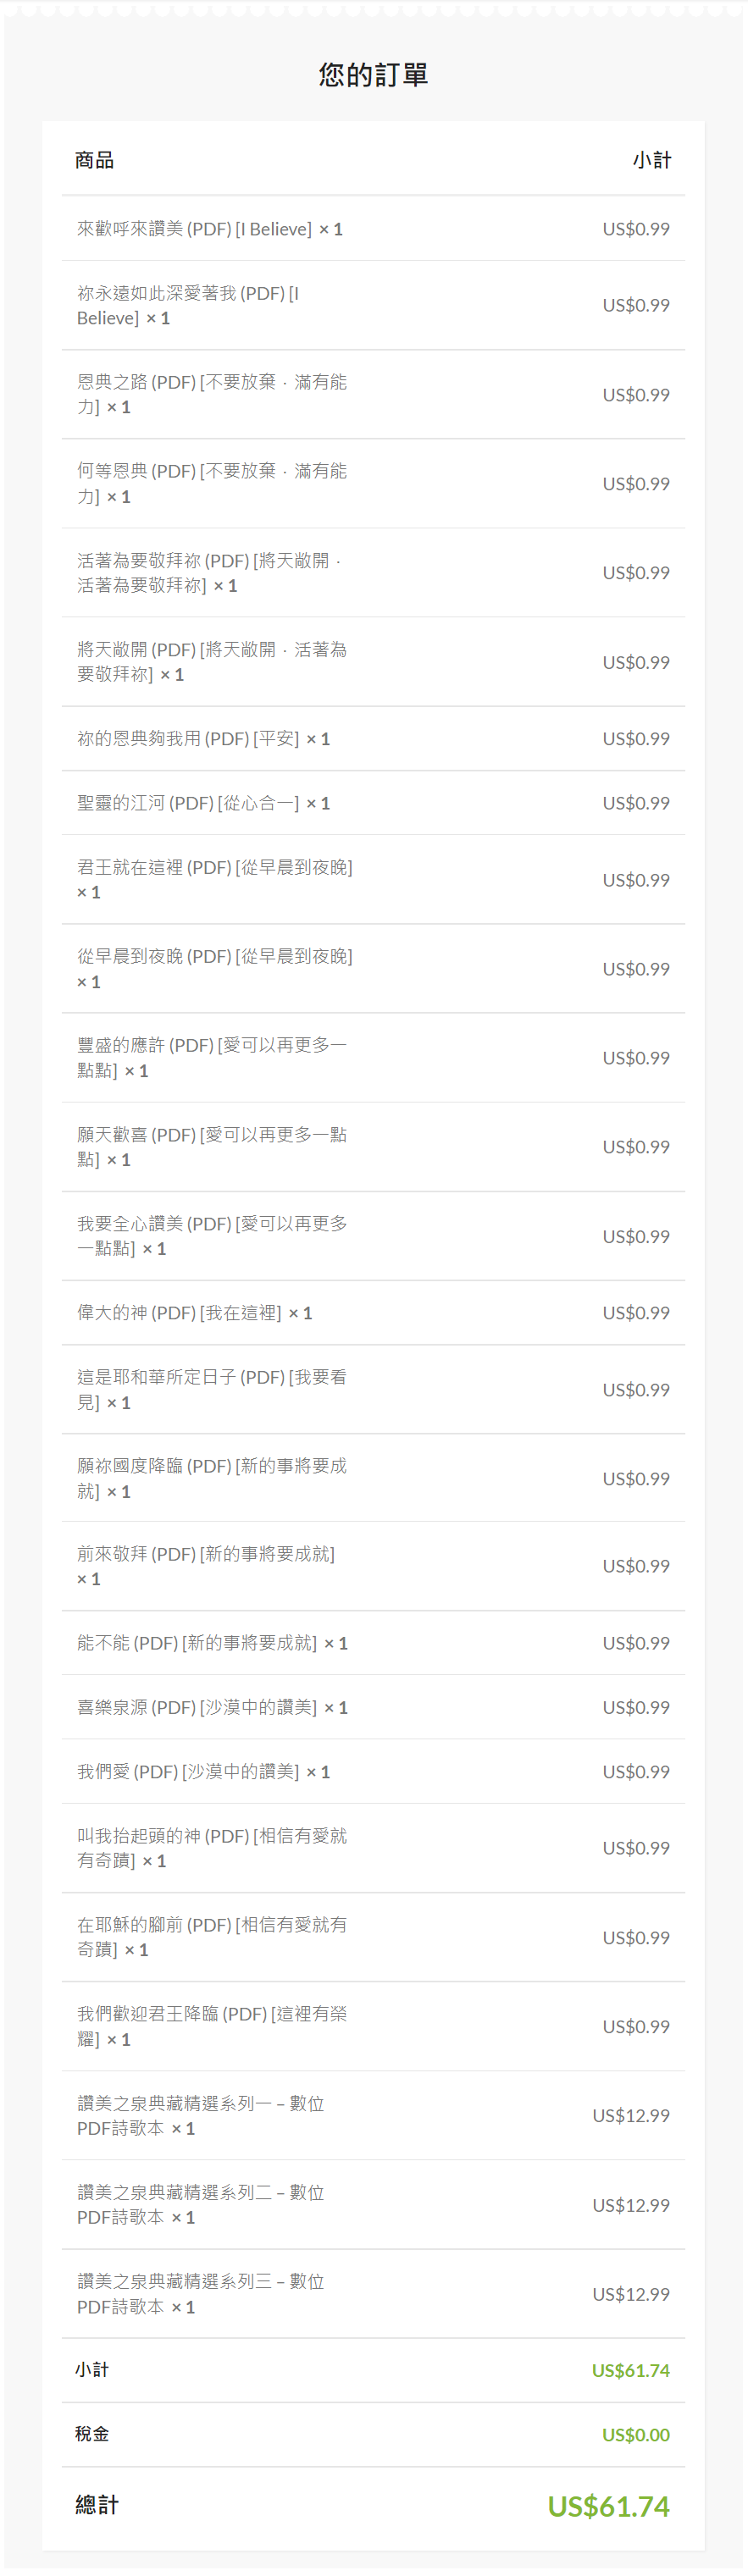 您的訂單
商品 小計
來歡呼來讚美 (PDF) [I Believe] × 1 US$0.99
祢永遠如此深愛著我 (PDF) [I
Believe] × 1 US$0.99
恩典之路 (PDF) [不要放棄．滿有能
力] × 1 US$0.99
何等恩典 (PDF) [不要放棄．滿有能
力] × 1 US$0.99
活著為要敬拜祢 (PDF) [將天敞開．
活著為要敬拜祢] × 1 US$0.99
將天敞開 (PDF) [將天敞開．活著為
要敬拜祢] × 1 US$0.99
祢的恩典夠我用 (PDF) [平安] × 1 US$0.99
聖靈的江河 (PDF) [從心合一] × 1 US$0.99
君王就在這裡 (PDF) [從早晨到夜晚]
× 1 US$0.99
從早晨到夜晚 (PDF) [從早晨到夜晚]
× 1 US$0.99
豐盛的應許 (PDF) [愛可以再更多一
點點] × 1 US$0.99
願天歡喜 (PDF) [愛可以再更多一點
點] × 1 US$0.99
我要全心讚美 (PDF) [愛可以再更多
一點點] × 1 US$0.99
偉大的神 (PDF) [我在這裡] × 1 US$0.99
這是耶和華所定日子 (PDF) [我要看
見] × 1 US$0.99
願祢國度降臨 (PDF) [新的事將要成
就] × 1 US$0.99
前來敬拜 (PDF) [新的事將要成就]
× 1 US$0.99
能不能 (PDF) [新的事將要成就] × 1 US$0.99
喜樂泉源 (PDF) [沙漠中的讚美] × 1 US$0.99
我們愛 (PDF) [沙漠中的讚美] × 1 US$0.99
叫我抬起頭的神 (PDF) [相信有愛就
有奇蹟] × 1 US$0.99
在耶穌的腳前 (PDF) [相信有愛就有
奇蹟] × 1 US$0.99
我們歡迎君王降臨 (PDF) [這裡有榮
耀] × 1 US$0.99
讚美之泉典藏精選系列一 – 數位
PDF詩歌本 × 1 US$12.99
讚美之泉典藏精選系列二 – 數位
PDF詩歌本 × 1 US$12.99
讚美之泉典藏精選系列三 – 數位
PDF詩歌本 × 1 US$12.99
小計 US$61.74
稅金 US$0.00
總計 US$61.74